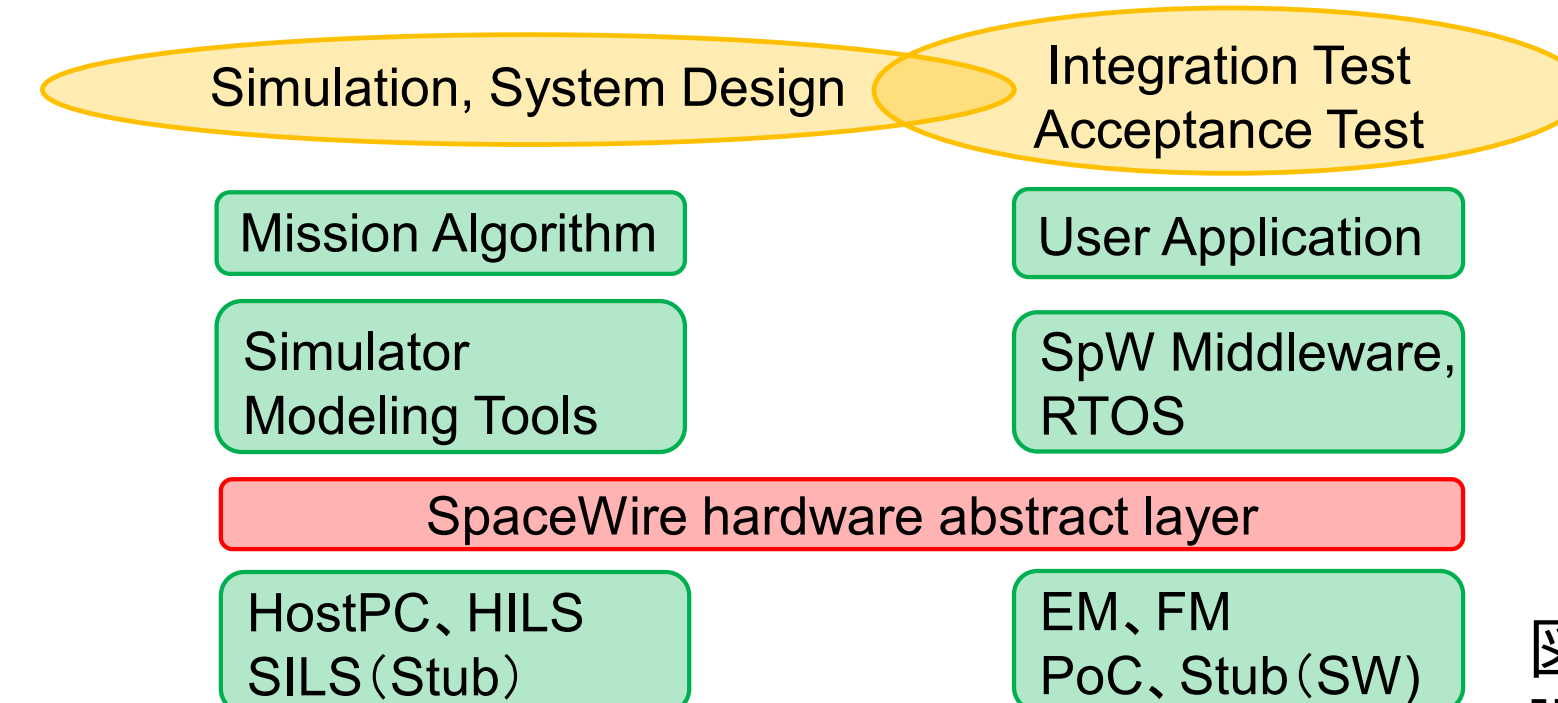 Simulation, System Design
Integration Test
Acceptance Test
Mission Algorithm
User Application
Simulator
Modeling Tools
SpW Middleware,
RTOS
SpaceWire hardware abstract layer
HostPC、HILS
SILS（Stub）
EM、FM
PoC、Stub（SW)